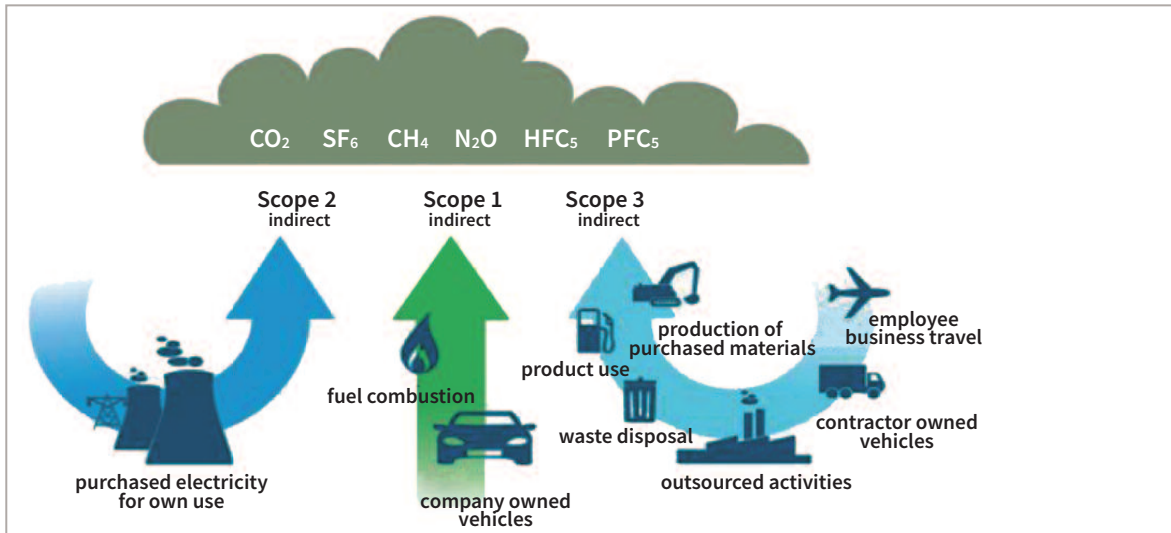 CO₂ SF₆ CH₄ N₂O HFC₅ PFC₅
Scope 2
indirect
Scope 1
indirect
Scope 3
indirect
purchased electricity
for own use
fuel combustion
company owned
vehicles
product use
production of
purchased materials
waste disposal
employee
business travel
contractor owned
vehicles
outsourced activities